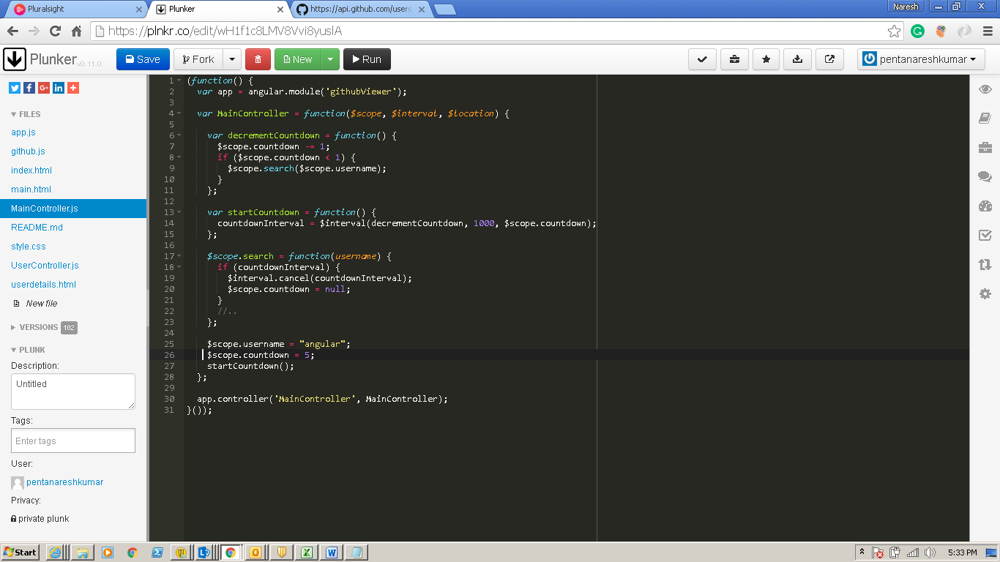 Pluralsight
Plunker
https://api.github.com/users
Naresh
https://plnkr.co/edit/wH1f1c8LMV8Vvi8yuslA
Plunker v0.11.0
Save
Fork
New
Run
pentanareshkumar
FILES
app.js
github.js
index.html
main.html
MainController.js
README.md
style.css
UserController.js
userdetails.html
New file
VERSIONS 102
PLUNK
Description:
Untitled
Tags:
Enter tags
User:
pentanareshkumar
Privacy:
private plunk
1 (function() {
2 var app = angular.module('githubViewer');
3
4 var MainController = function($scope, $interval, $location) {
5
6 var decrementCountdown = function() {
7 $scope.countdown -= 1;
8 if ($scope.countdown < 1) {
9 $scope.search($scope.username);
10 }
11 };
12
13 var startCountdown = function() {
14 countdownInterval = $interval(decrementCountdown, 1000, $scope.countdown);
15 };
16
17 $scope.search = function(username) {
18 if (countdownInterval) {
19 $interval.cancel(countdownInterval);
20 $scope.countdown = null;
21 }
22 //..
23 };
24
25 $scope.username = "angular";
26 $scope.countdown = 5;
27 startCountdown();
28 };
29
30 app.controller('MainController', MainController);
31 }());
Start
5:33 PM